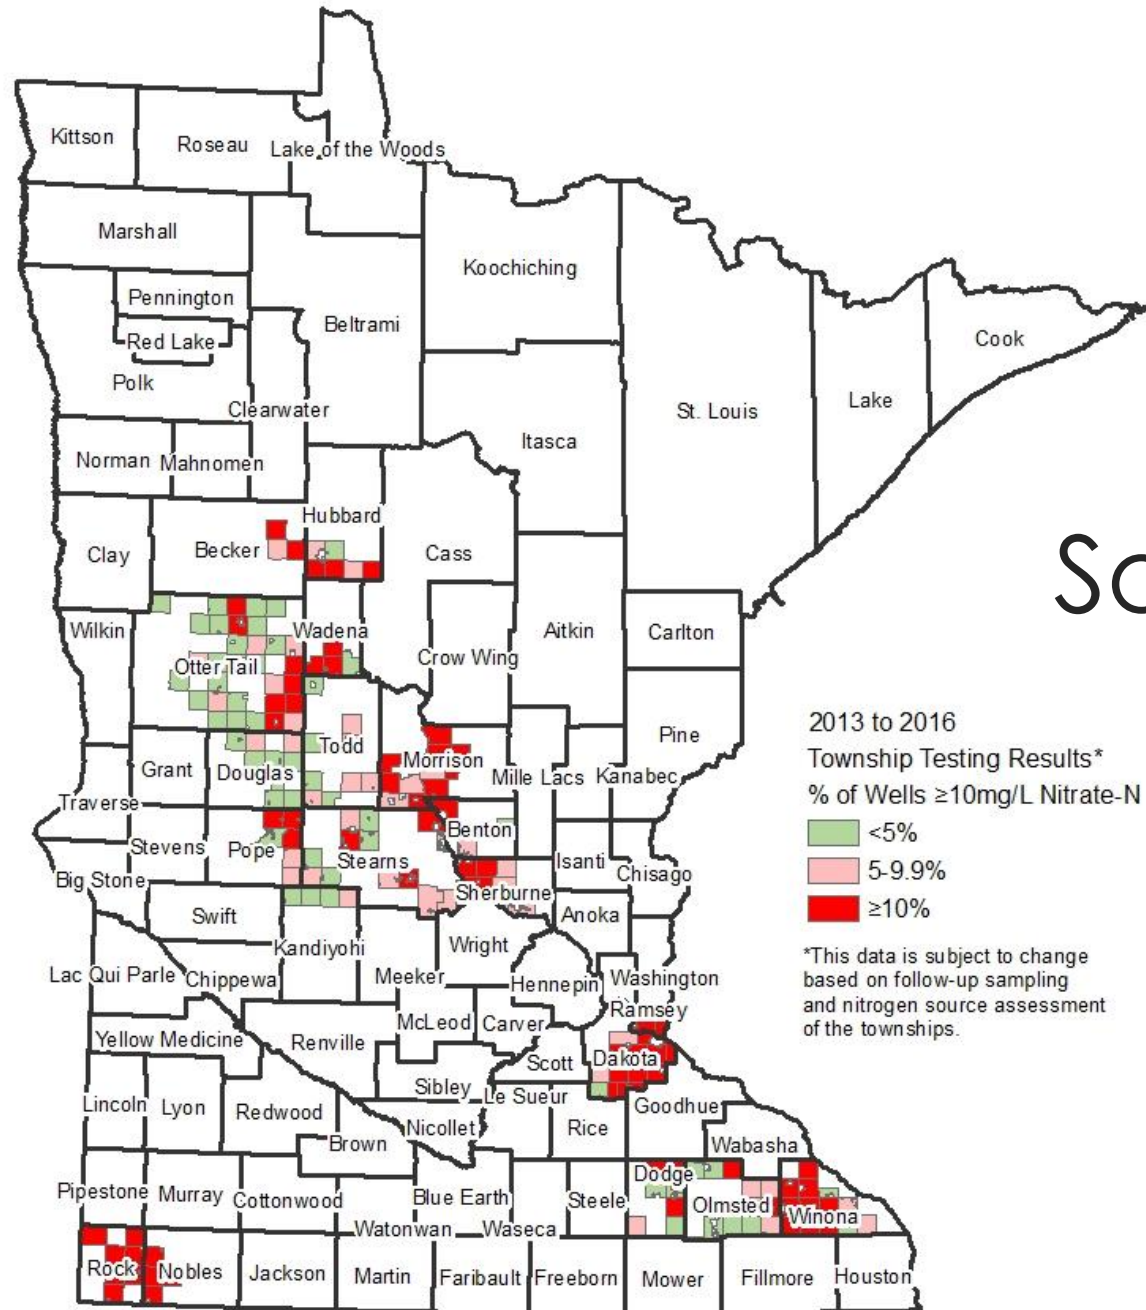 Kittson
Roseau
Lake of the Woods
Marshall
Koochiching
Pennington
Beltrami
Red Lake
Cook
Polk
Clearwater
St. Louis
Lake
Itasca
Norman
Mahnomen
Hubbard
Clay
Becker
Cass
So
Wilkin
Wadena
Aitkin
Carlton
Otter Tail
Crow Wing
Pine
2013 to 2016
Township Testing Results*
% of Wells ≥10mg/L Nitrate-N
<5%
5-9.9%
≥10%
*This data is subject to change
based on follow-up sampling
and nitrogen source assessment
of the townships.
Grant
Douglas
Todd
Morrison
Mille Lacs
Kanabec
Traverse
Stevens
Pope
Stearns
Benton
Isanti
Chisago
Big Stone
Sherburne
Swift
Anoka
Kandiyohi
Wright
Lac Qui Parle
Chippewa
Meeker
Hennepin
Washington
Ramsey
McLeod
Carver
Yellow Medicine
Renville
Scott
Dakota
Sibley
Le Sueur
Lincoln
Lyon
Redwood
Goodhue
Nicollet
Rice
Brown
Wabasha
Pipestone
Murray
Cottonwood
Blue Earth
Steele
Dodge
Olmsted
Winona
Watonwan
Waseca
Rock
Nobles
Jackson
Martin
Faribault
Freeborn
Mower
Fillmore
Houston